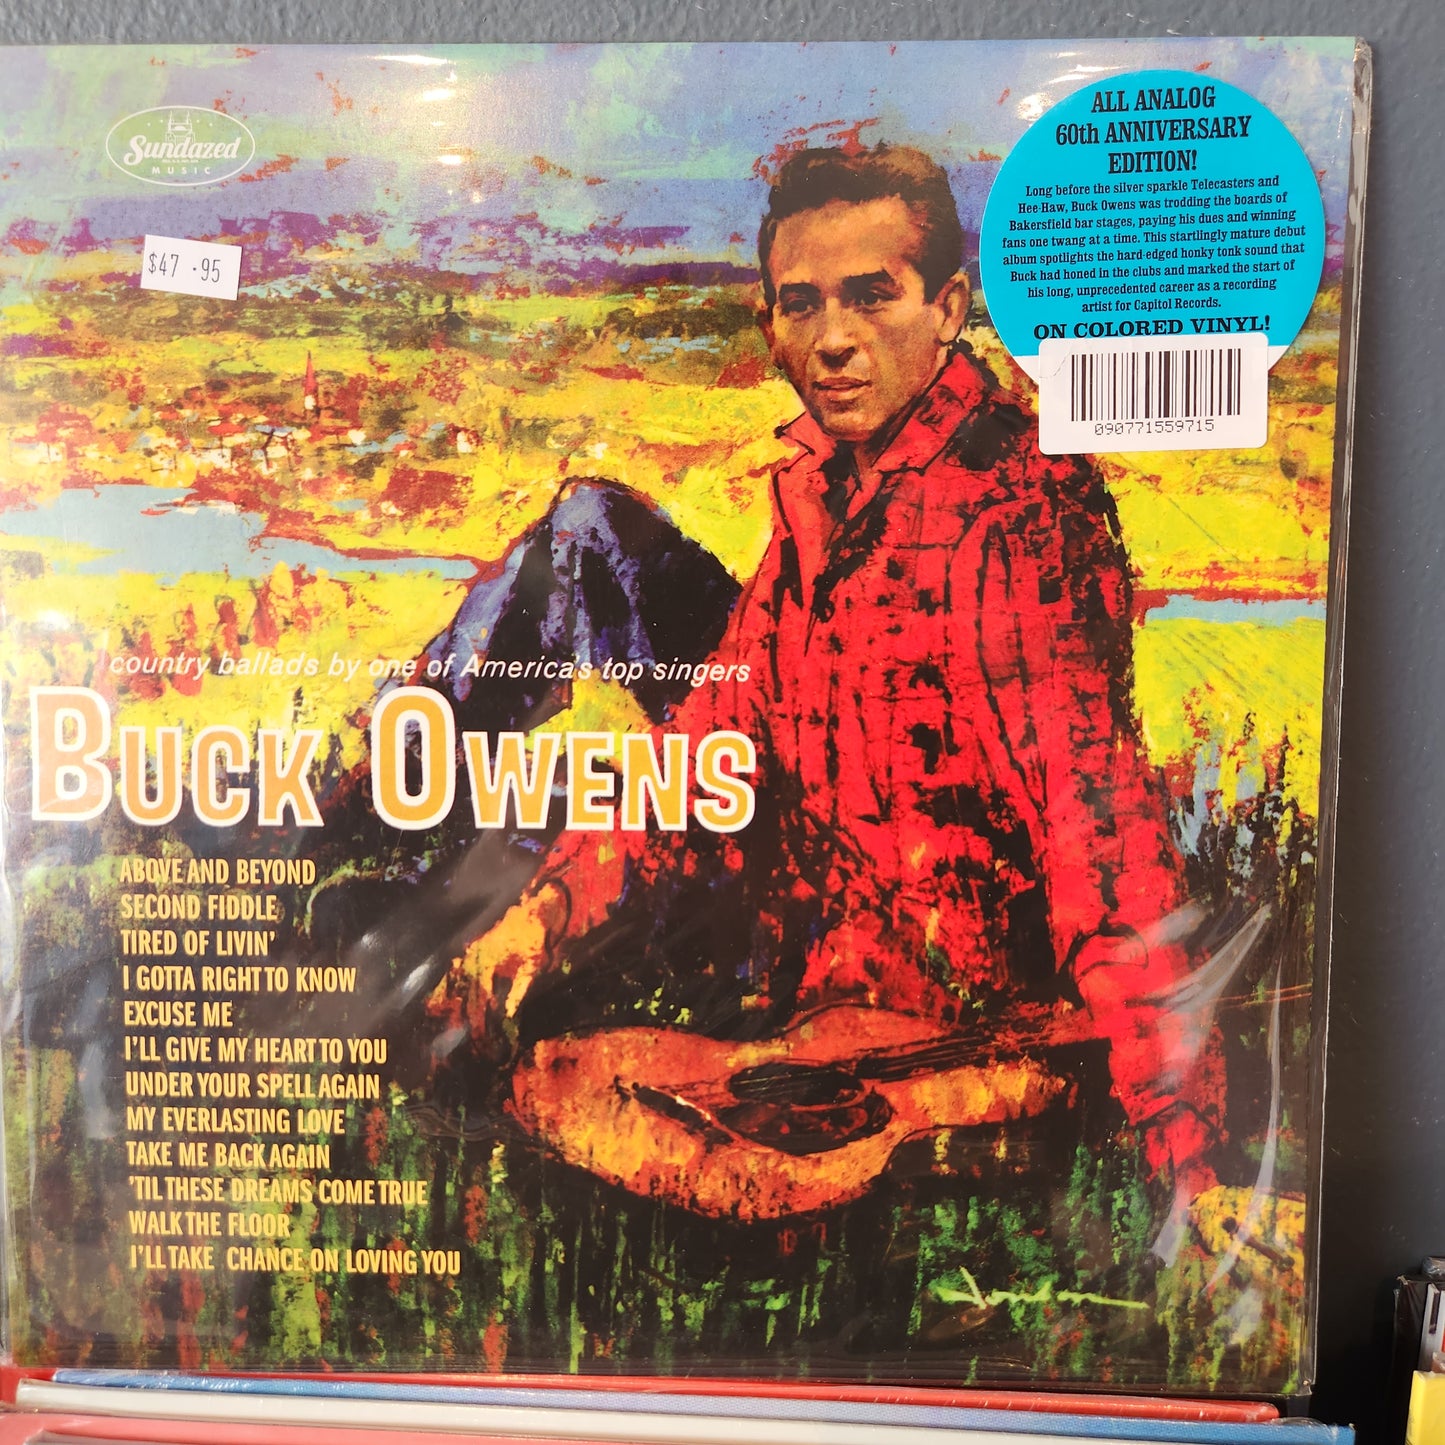 Sundazed
MUSIC
$47.95
ALL ANALOG
60th ANNIVERSARY
EDITION!
Long before the silver sparkle Telecasters and
Hee-Haw, Buck Owens was trodding the boards of
Bakersfield bar stages, paying his dues and winning
fans one twang at a time. This startlingly mature debut
album spotlights the hard-edged honky tonk sound that
Buck had honed in the clubs and marked the start of
his long, unprecedented career as a recording
artist for Capitol Records.
ON COLORED VINYL!
090771559715
country ballads by one of America's top singers
BUCK OWENS
ABOVE AND BEYOND
SECOND FIDDLE
TIRED OF LIVIN'
I GOTTA RIGHT TO KNOW
EXCUSE ME
I'LL GIVE MY HEART TO YOU
UNDER YOUR SPELL AGAIN
MY EVERLASTING LOVE
TAKE ME BACK AGAIN
'TIL THESE DREAMS COME TRUE
WALK THE FLOOR
I'LL TAKE CHANCE ON LOVING YOU